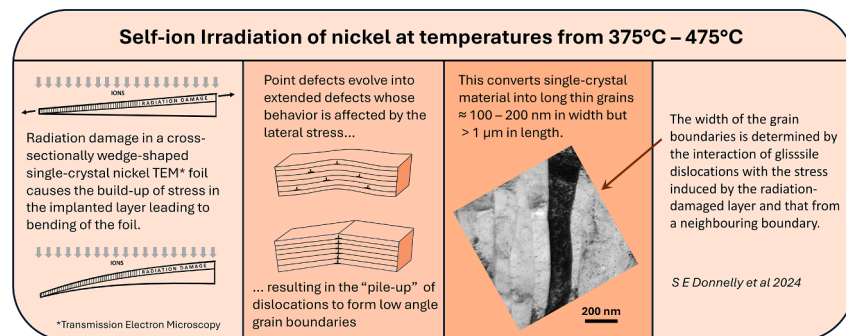 Self-ion Irradiation of nickel at temperatures from 375°C – 475°C
IONS
RADIATION DAMAGE
Radiation damage in a cross-
sectionally wedge-shaped
single-crystal nickel TEM* foil
causes the build-up of stress in
the implanted layer leading to
bending of the foil.
IONS
RADIATION DAMAGE
*Transmission Electron Microscopy
Point defects evolve into
extended defects whose
behavior is affected by the
lateral stress...
... resulting in the “pile-up” of
dislocations to form low angle
grain boundaries
This converts single-crystal
material into long thin grains
≈ 100 – 200 nm in width but
> 1 µm in length.
200 nm
The width of the grain
boundaries is determined by
the interaction of glisssile
dislocations with the stress
induced by the radiation-
damaged layer and that from
a neighbouring boundary.
S E Donnelly et al 2024